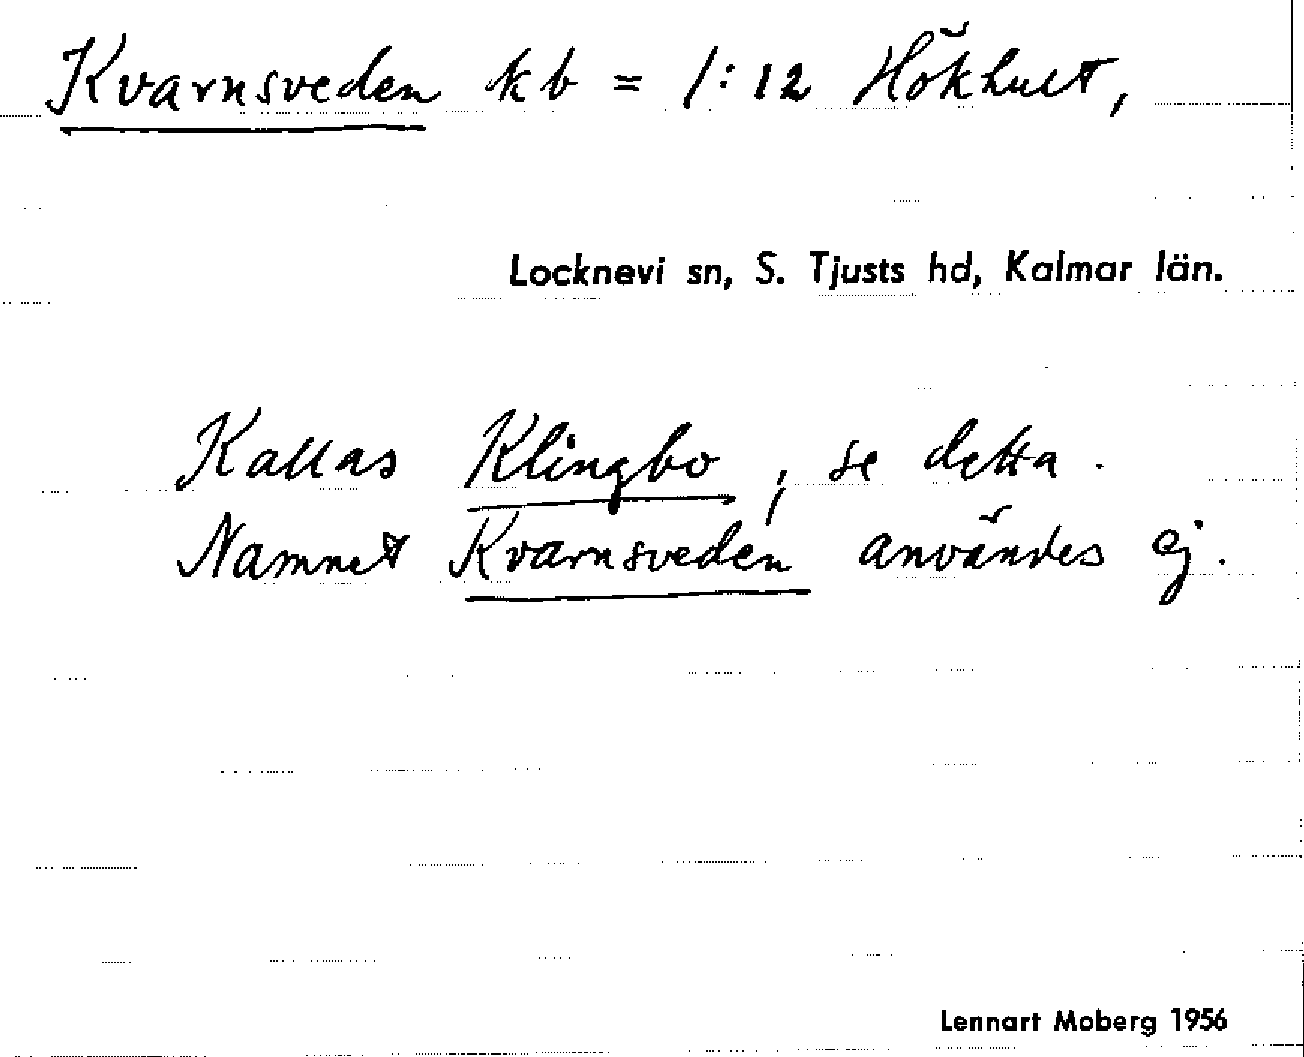 Kvarnsveden kb = 1:12 Hökhult,
Locknevi sn, S. Tjusts hd, Kalmar län.
Kallas Klingbo, se detta.
Namnet Kvarnsveden användes ej.
Lennart Moberg 1956